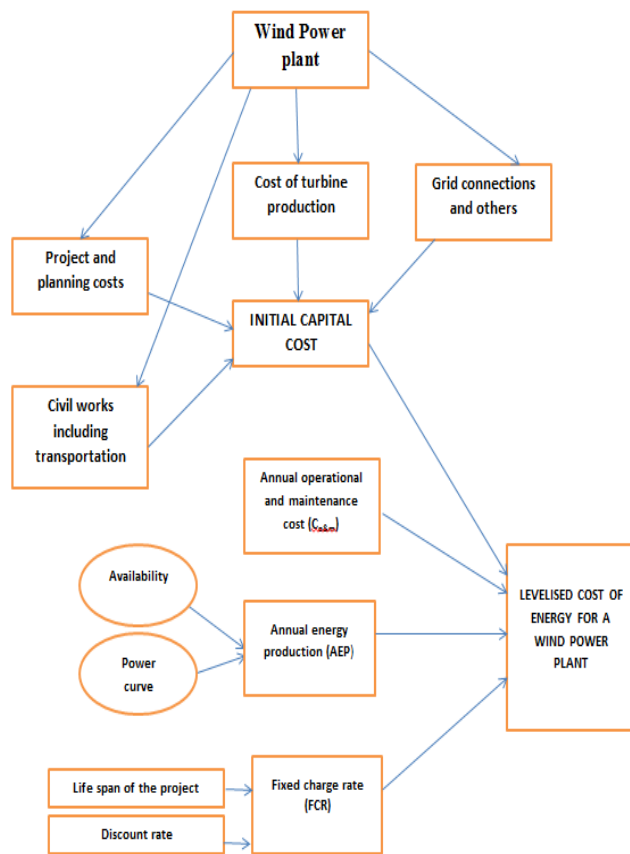 Wind Power
plant
Cost of turbine
production
Grid connections
and others
Project and
planning costs
INITIAL CAPITAL
COST
Civil works
including
transportation
Annual operational
and maintenance
cost (Co&m)
Availability
Annual energy
production (AEP)
Power
curve
LEVELISED COST OF
ENERGY FOR A
WIND POWER
PLANT
Life span of the project
Fixed charge rate
(FCR)
Discount rate